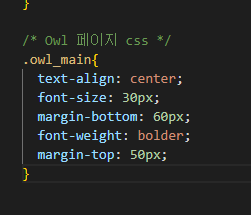 }
/* Owl 페이지 css */
.owl_main{
text-align: center;
font-size: 30px;
margin-bottom: 60px;
font-weight: bolder;
margin-top: 50px;
}